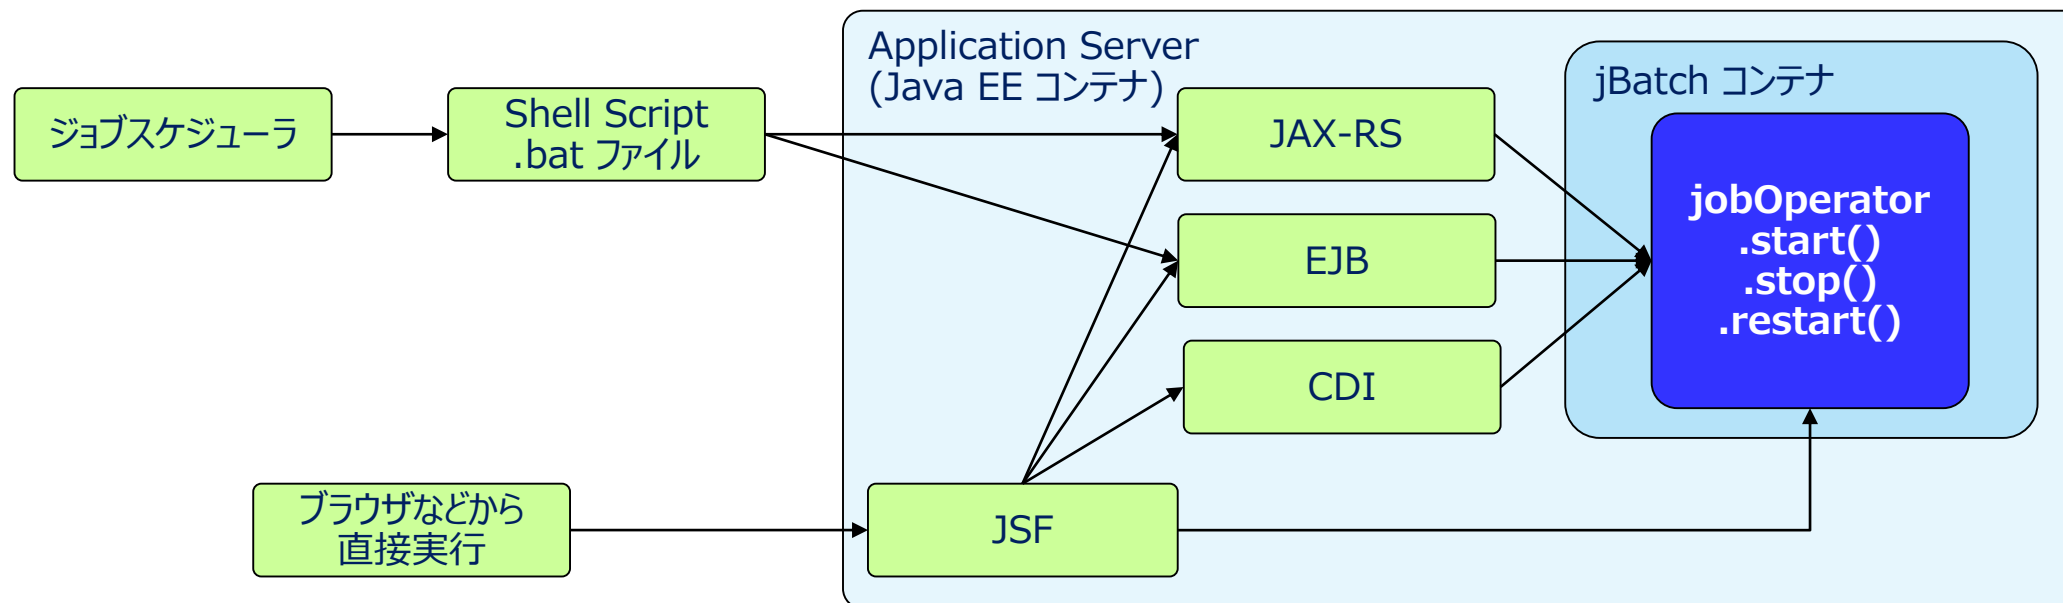 Application Server
(Java EE コンテナ)
jBatch コンテナ
ジョブスケジューラ
Shell Script
.bat ファイル
JAX-RS
EJB
CDI
jobOperator
.start()
.stop()
.restart()
ブラウザなどから
直接実行
JSF